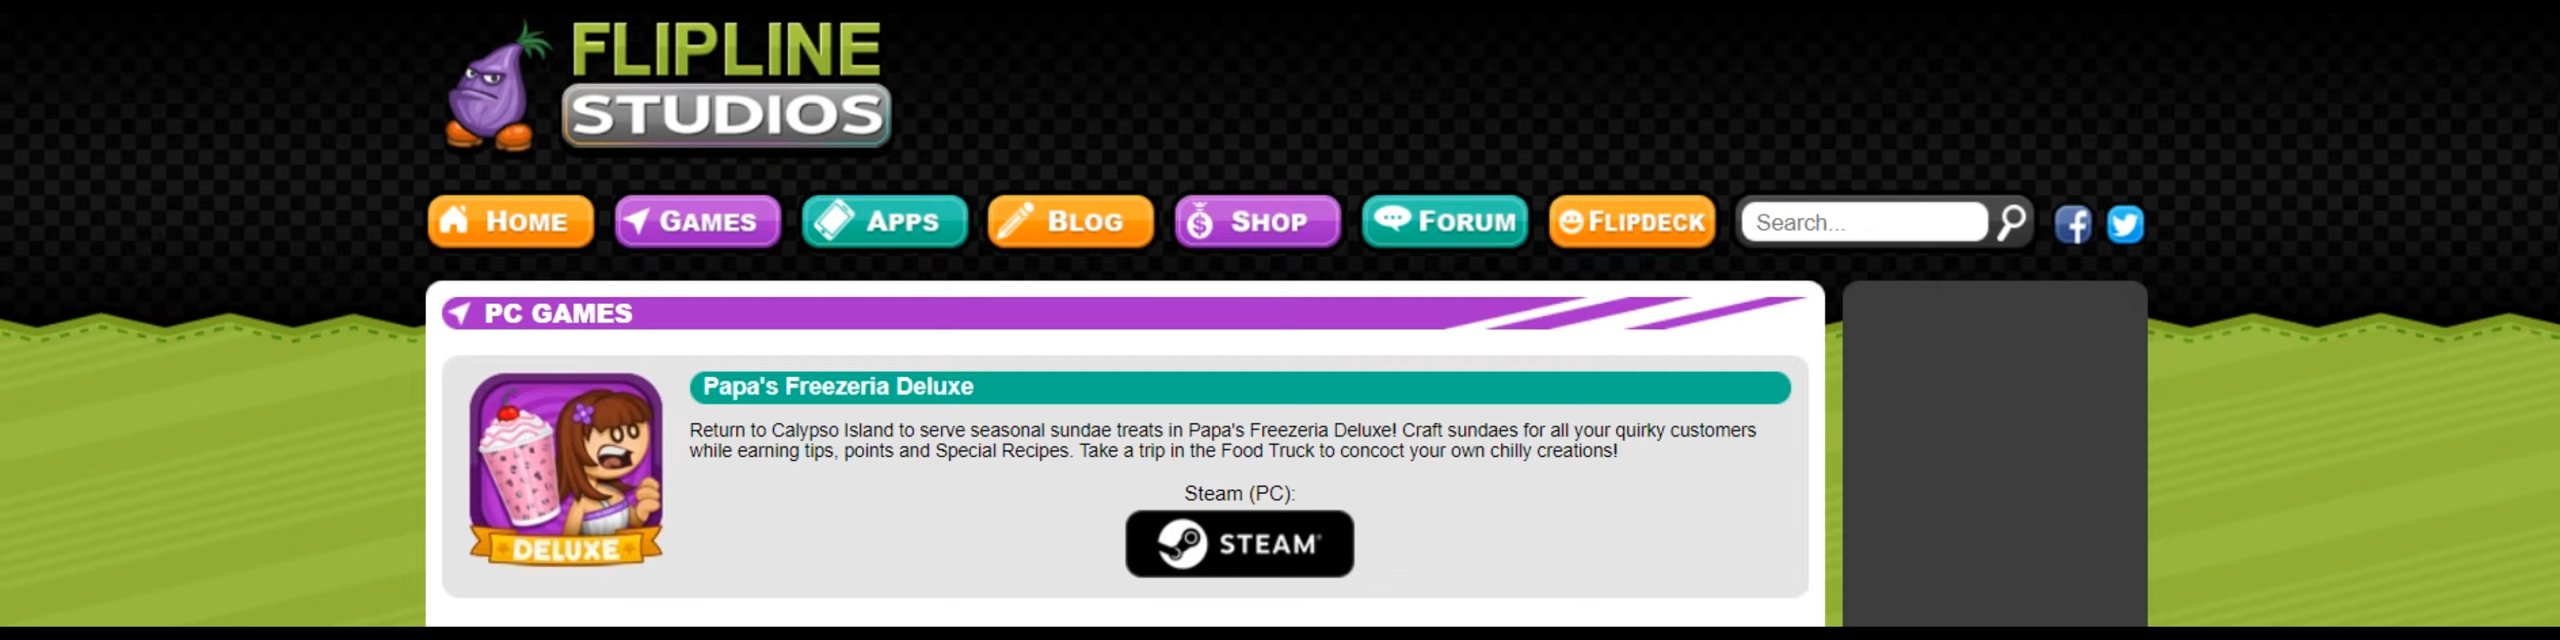 FLIPLINE
STUDIOS
HOME GAMES APPS BLOG SHOP FORUM FLIPDECK Search...
PC GAMES
Papa's Freezeria Deluxe
Return to Calypso Island to serve seasonal sundae treats in Papa's Freezeria Deluxe! Craft sundaes for all your quirky customers
while earning tips, points and Special Recipes. Take a trip in the Food Truck to concoct your own chilly creations!
Steam (PC):
STEAM
DELUXE